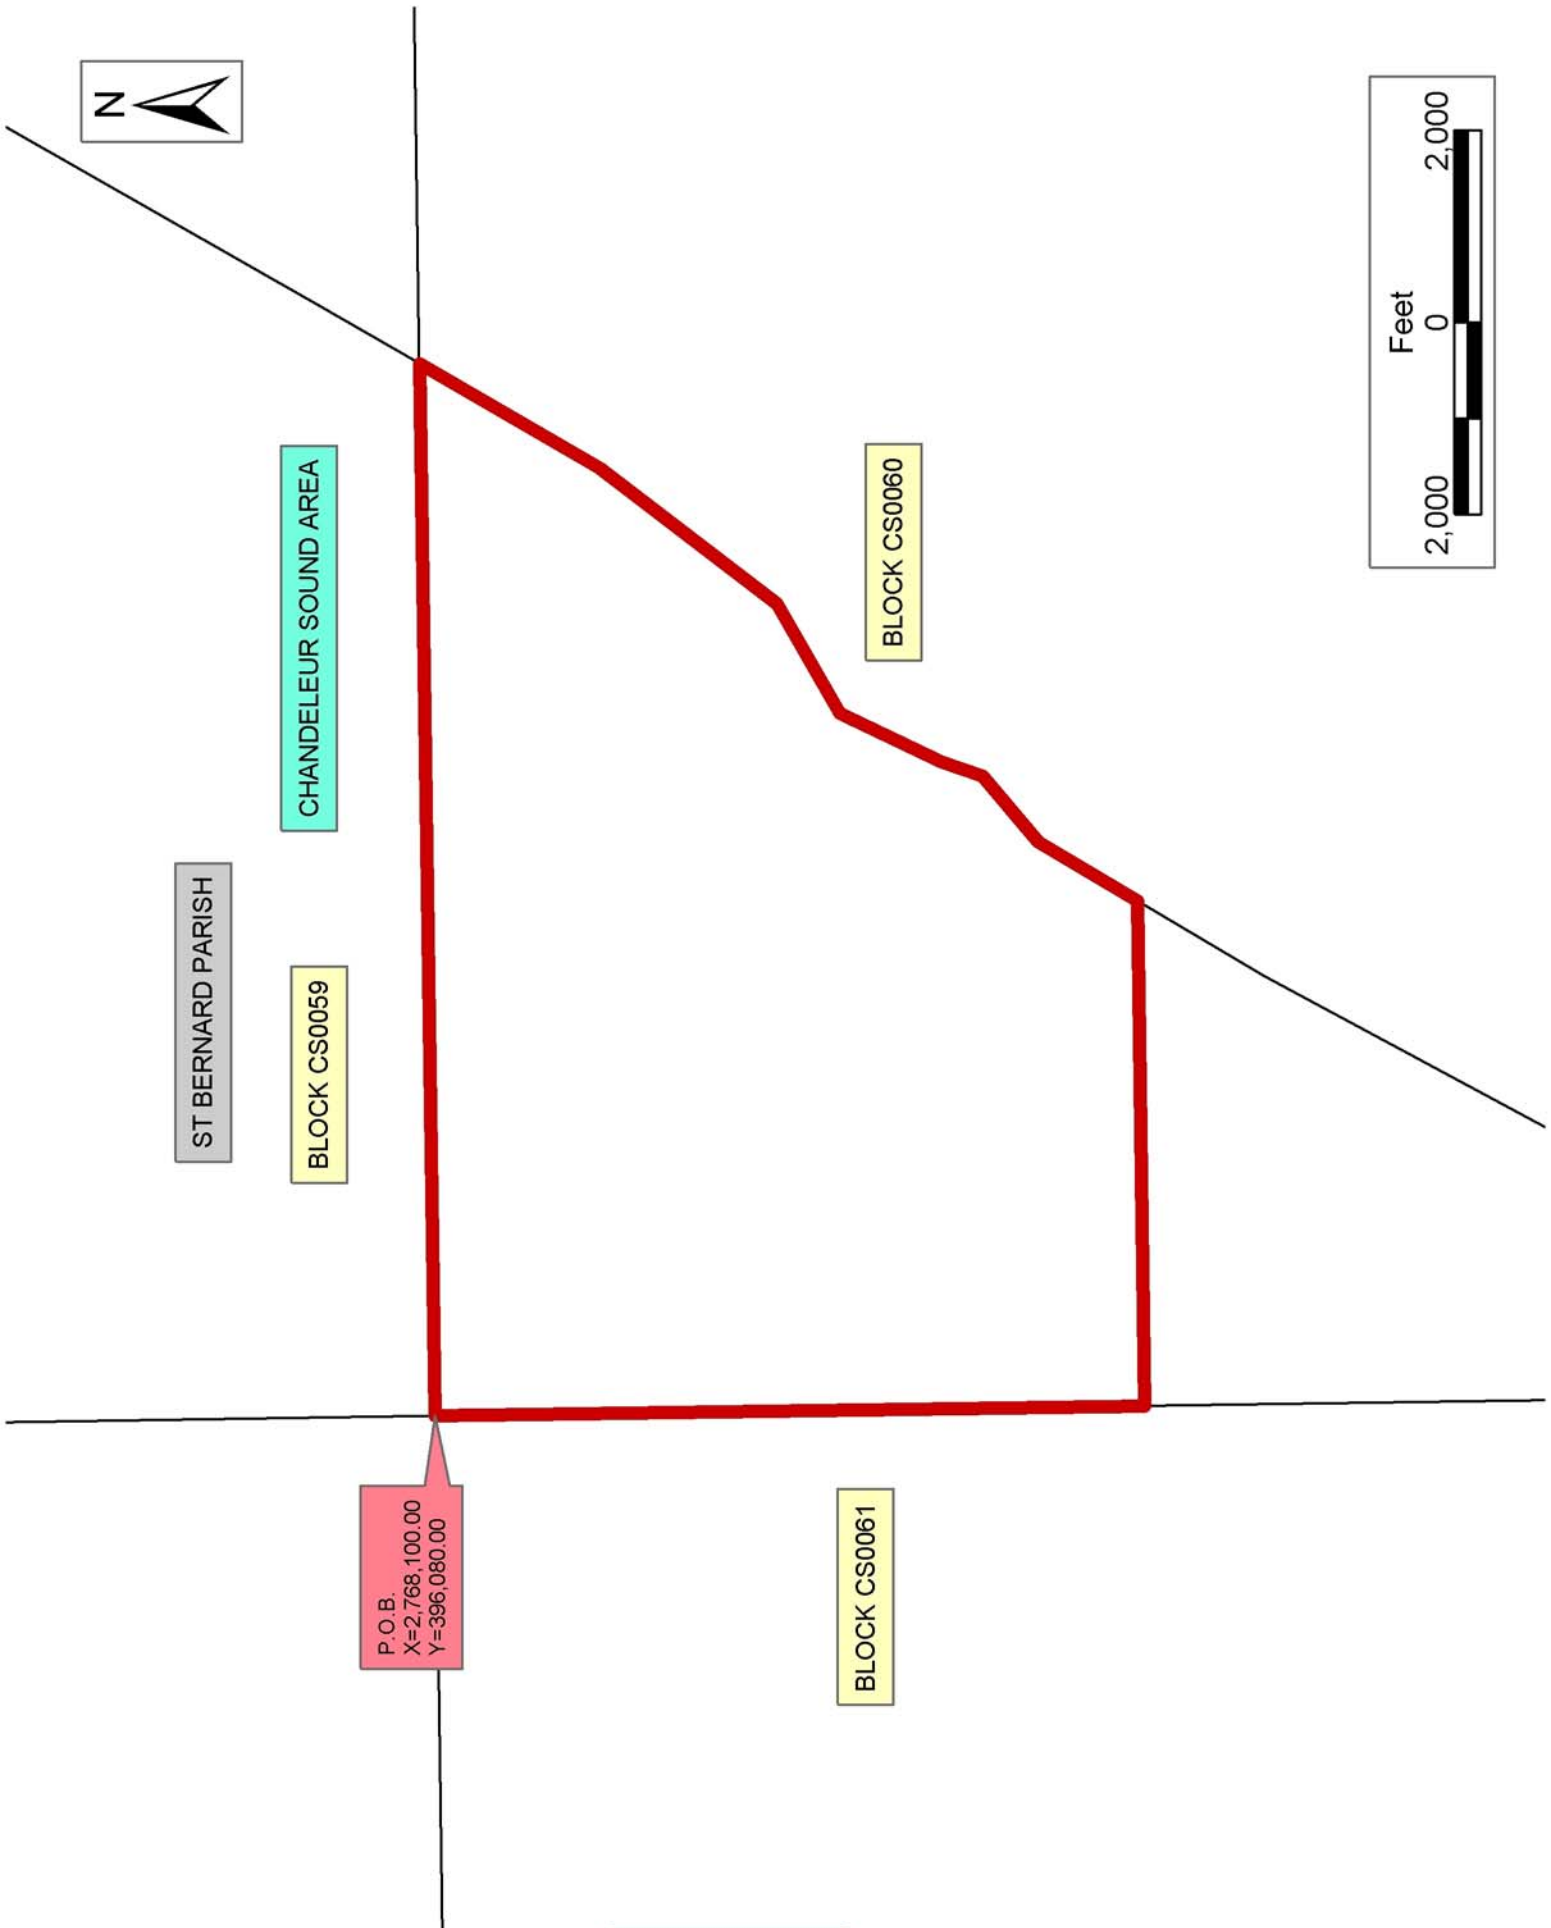 N
ST BERNARD PARISH
CHANDELEUR SOUND AREA
BLOCK CS0059
P.O.B.
X=2,768,100.00
Y=396,080.00
BLOCK CS0060
BLOCK CS0061
Feet
2,000 0 2,000